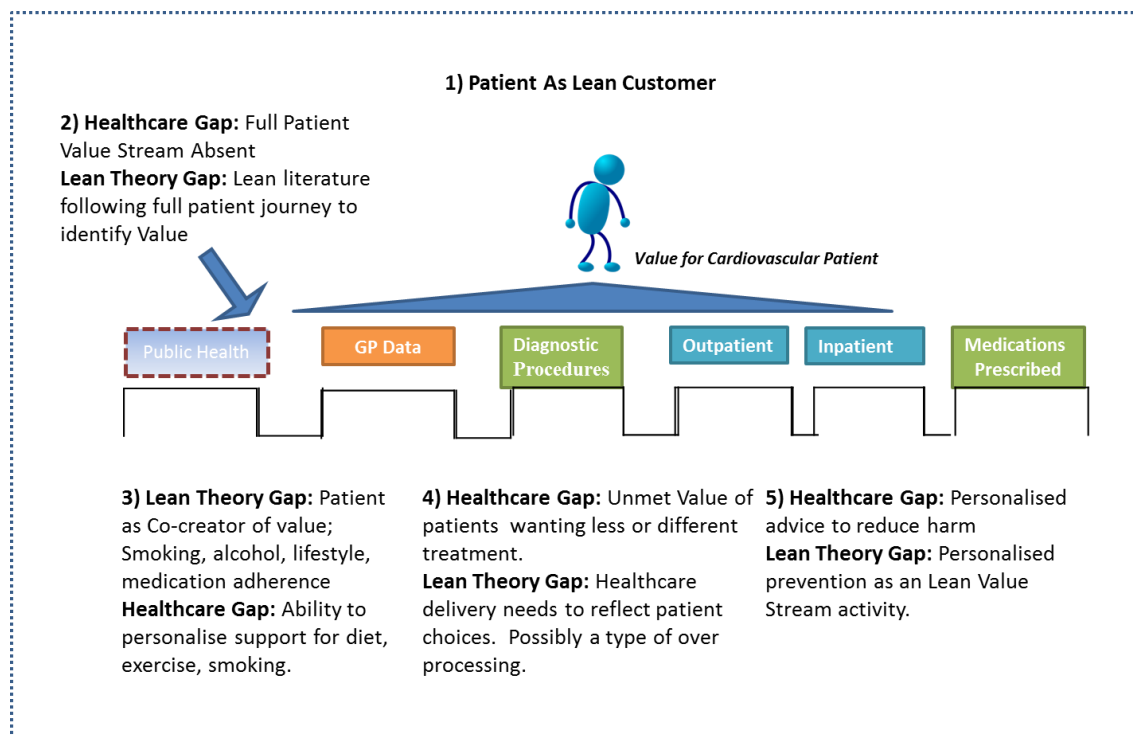 1) Patient As Lean Customer
2) Healthcare Gap: Full Patient
Value Stream Absent
Lean Theory Gap: Lean literature
following full patient journey to
identify Value
Value for Cardiovascular Patient
Public Health
GP Data
Diagnostic
Procedures
Outpatient
Inpatient
Medications
Prescribed
3) Lean Theory Gap: Patient
as Co-creator of value;
Smoking, alcohol, lifestyle,
medication adherence
Healthcare Gap: Ability to
personalise support for diet,
exercise, smoking.
4) Healthcare Gap: Unmet Value of
patients wanting less or different
treatment.
Lean Theory Gap: Healthcare
delivery needs to reflect patient
choices. Possibly a type of over
processing.
5) Healthcare Gap: Personalised
advice to reduce harm
Lean Theory Gap: Personalised
prevention as an Lean Value
Stream activity.